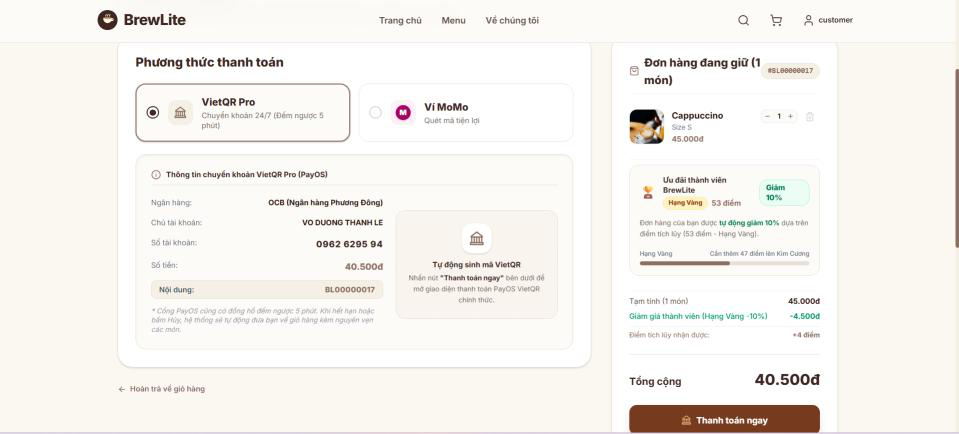 BrewLite
Trang chủ
Menu
Về chúng tôi
customer
Phương thức thanh toán
VietQR Pro
Chuyển khoản 24/7 (Đếm ngược 5
phút)
M
Ví MoMo
Quét mã tiện lợi
Thông tin chuyển khoản VietQR Pro (PayOS)
Ngân hàng:
OCB (Ngân hàng Phương Đông)
Chủ tài khoản:
VO DUONG THANH LE
Số tài khoản:
0962 6295 94
Số tiền:
40.500đ
Nội dung:
BL00000017
* Cổng PayOS cũng có đồng hồ đếm ngược 5 phút. Khi hết hạn hoặc
bấm Hủy, hệ thống sẽ tự động đưa bạn về giỏ hàng kèm nguyên vẹn
các món.
Tự động sinh mã VietQR
Nhấn nút "Thanh toán ngay" bên dưới để
mở giao diện thanh toán PayOS VietQR
chính thức.
← Hoàn trả về giỏ hàng
Đơn hàng đang giữ (1
món)
#BL00000017
Cappuccino
Size S
45.000đ
− 1 +
Ưu đãi thành viên
BrewLite
Hạng Vàng 53 điểm
Giảm
10%
Đơn hàng của bạn được tự động giảm 10% dựa trên
điểm tích lũy (53 điểm - Hạng Vàng).
Hạng Vàng
Cần thêm 47 điểm lên Kim Cương
Tạm tính (1 món)
45.000đ
Giảm giá thành viên (Hạng Vàng -10%)
-4.500đ
Điểm tích lũy nhận được:
+4 điểm
Tổng cộng
40.500đ
Thanh toán ngay